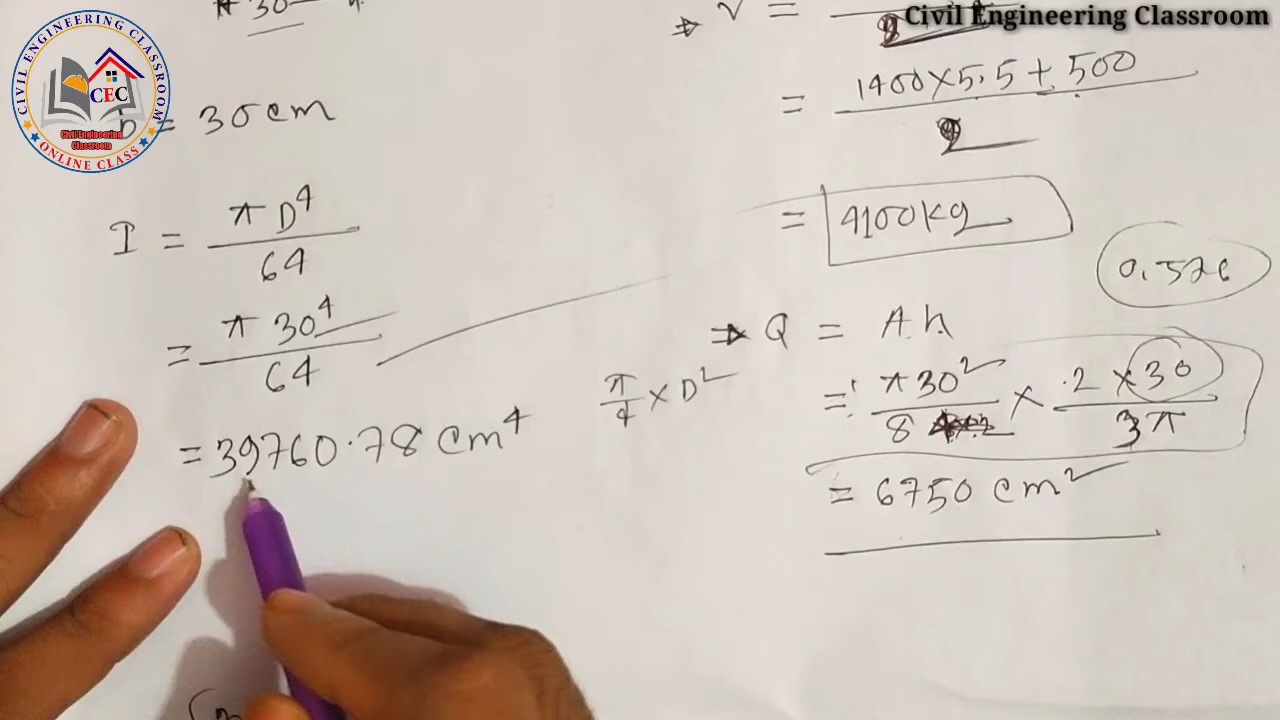 Civil Engineering Classroom
CIVIL ENGINEERING CLASSROOM
CEC
Civil Engineering
Classroom
ONLINE CLASS
π 30
b = 30 cm
I = π D⁴ / 64
= π 30⁴ / 64
= 39760.78 cm⁴
V =
= 1400×5.5 + 500 / 2
= 4100 kg
0.576
⇒ Q = A h
π/4 × D²
= π 30² / 8 × .2 × 30 / 3π
= 6750 cm²